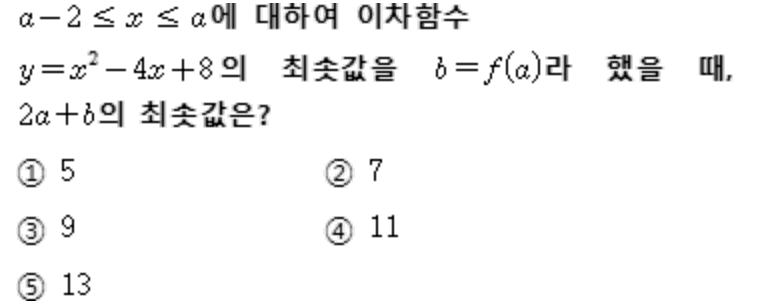 a−2 ≤ x ≤ a에 대하여 이차함수
y=x²−4x+8의 최솟값을 b=f(a)라 했을 때,
2a+b의 최솟값은?
① 5 ② 7
③ 9 ④ 11
⑤ 13